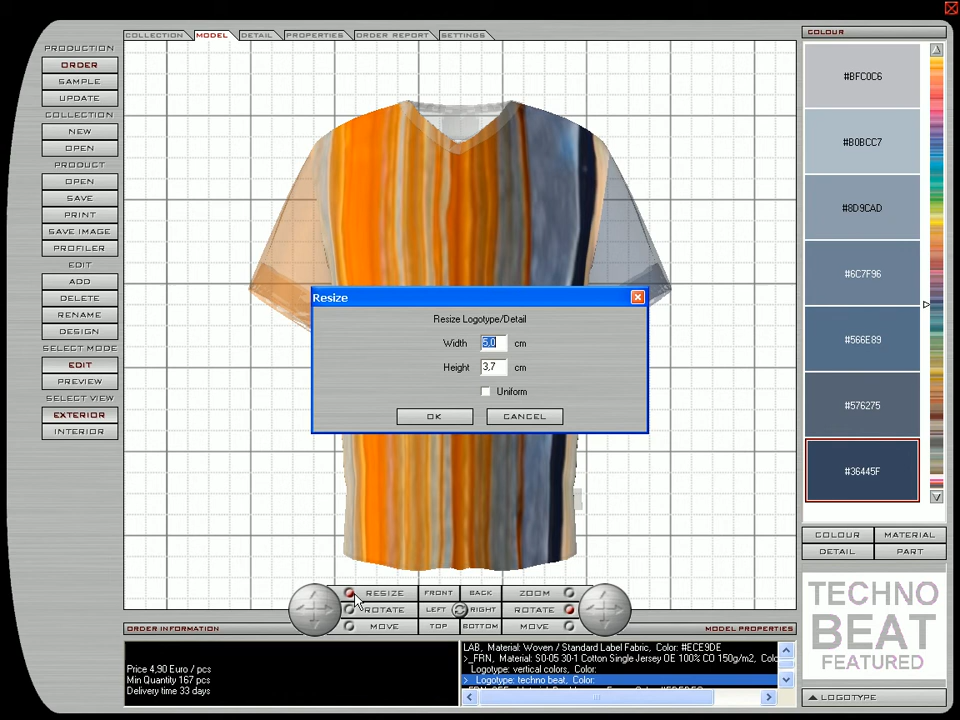 COLLECTION
MODEL
DETAIL
PROPERTIES
ORDER REPORT
SETTINGS
PRODUCTION
ORDER
SAMPLE
UPDATE
COLLECTION
NEW
OPEN
PRODUCT
OPEN
SAVE
PRINT
SAVE IMAGE
PROFILER
EDIT
ADD
DELETE
RENAME
DESIGN
SELECT MODE
EDIT
PREVIEW
SELECT VIEW
EXTERIOR
INTERIOR
Resize
Resize Logotype/Detail
Width 5,0 cm
Height 3,7 cm
Uniform
OK CANCEL
RESIZE FRONT BACK ZOOM
ROTATE LEFT RIGHT ROTATE
MOVE TOP BOTTOM MOVE
ORDER INFORMATION
MODEL PROPERTIES
Price 4,90 Euro / pcs
Min Quantity 167 pcs
Delivery time 33 days
LAB, Material: Woven / Standard Label Fabric, Color: #ECE9DE
>_FRN, Material: S0-05 30-1 Cotton Single Jersey OE 100% CO 150g/m2, Colo
Logotype: vertical colors, Color:
> Logotype: techno beat, Color:
COLOUR
#BFC0C6
#B0BCC7
#8D9CAD
#6C7F96
#566E89
#576275
#36445F
COLOUR MATERIAL
DETAIL PART
TECHNO
BEAT
FEATURED
LOGOTYPE